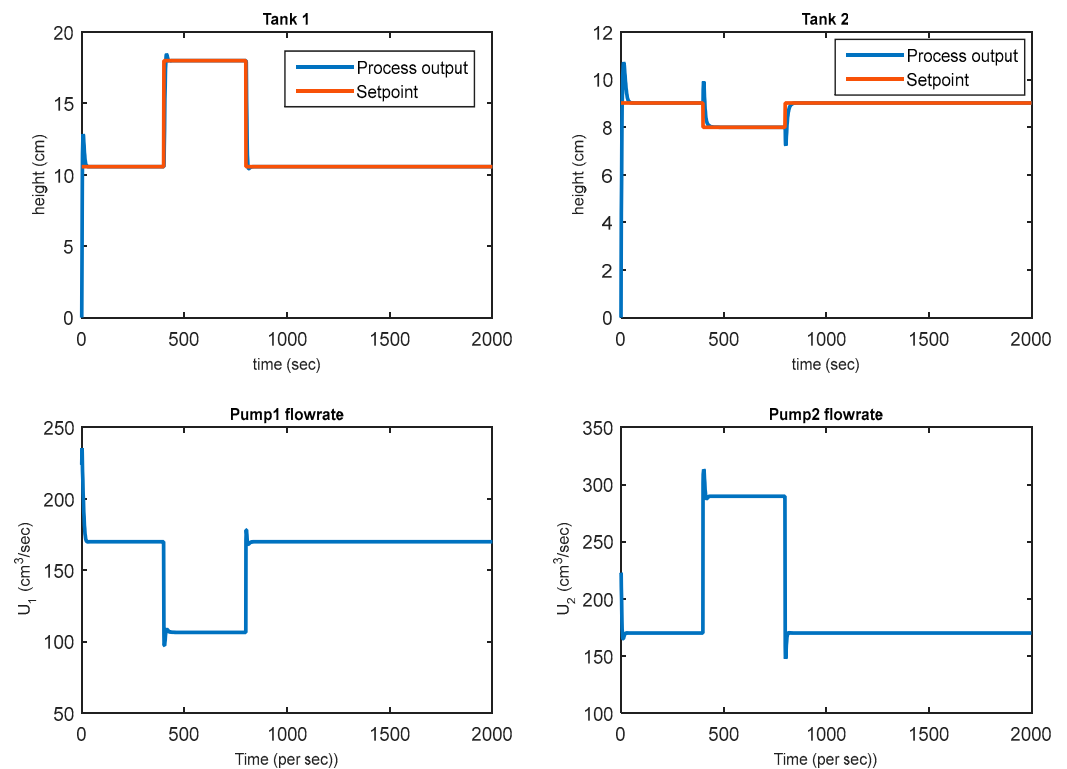 Tank 1
20
15
10
5
0
height (cm)
Process output
Setpoint
0 500 1000 1500 2000
time (sec)
Tank 2
12
10
8
6
4
2
0
height (cm)
Process output
Setpoint
0 500 1000 1500 2000
time (sec)
Pump1 flowrate
250
200
150
100
50
U₁ (cm³/sec)
0 500 1000 1500 2000
Time (per sec))
Pump2 flowrate
350
300
250
200
150
100
U₂ (cm³/sec)
0 500 1000 1500 2000
Time (per sec))